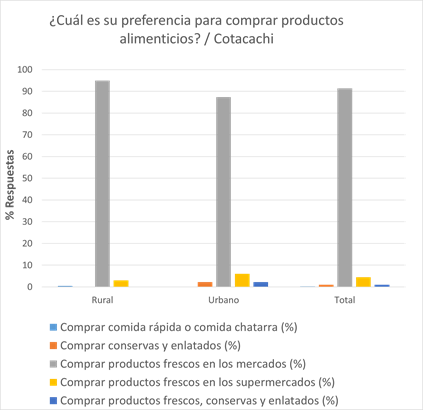 ¿Cuál es su preferencia para comprar productos
alimenticios? / Cotacachi
% Respuestas
100
90
80
70
60
50
40
30
20
10
0
Rural
Urbano
Total
Comprar comida rápida o comida chatarra (%)
Comprar conservas y enlatados (%)
Comprar productos frescos en los mercados (%)
Comprar productos frescos en los supermercados (%)
Comprar productos frescos, conservas y enlatados (%)